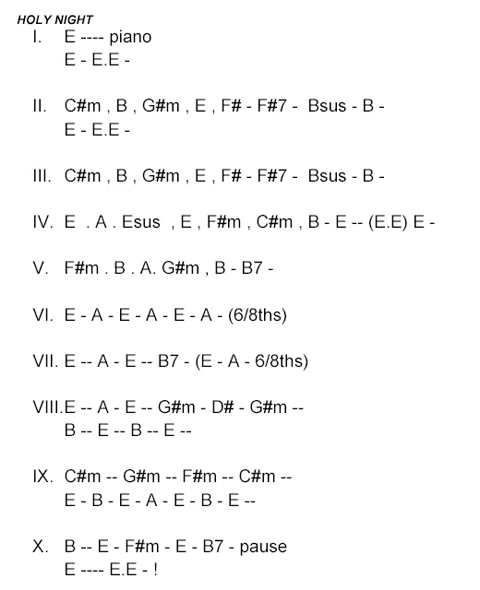 HOLY NIGHT
I. E ---- piano
E - E.E -
II. C#m , B , G#m , E , F# - F#7 - Bsus - B -
E - E.E -
III. C#m , B , G#m , E , F# - F#7 - Bsus - B -
IV. E . A . Esus , E , F#m , C#m , B - E -- (E.E) E -
V. F#m . B . A. G#m , B - B7 -
VI. E - A - E - A - E - A - (6/8ths)
VII. E -- A - E -- B7 - (E - A - 6/8ths)
VIII.E -- A - E -- G#m - D# - G#m --
B -- E -- B -- E --
IX. C#m -- G#m -- F#m -- C#m --
E - B - E - A - E - B - E --
X. B -- E - F#m - E - B7 - pause
E ---- E.E - !